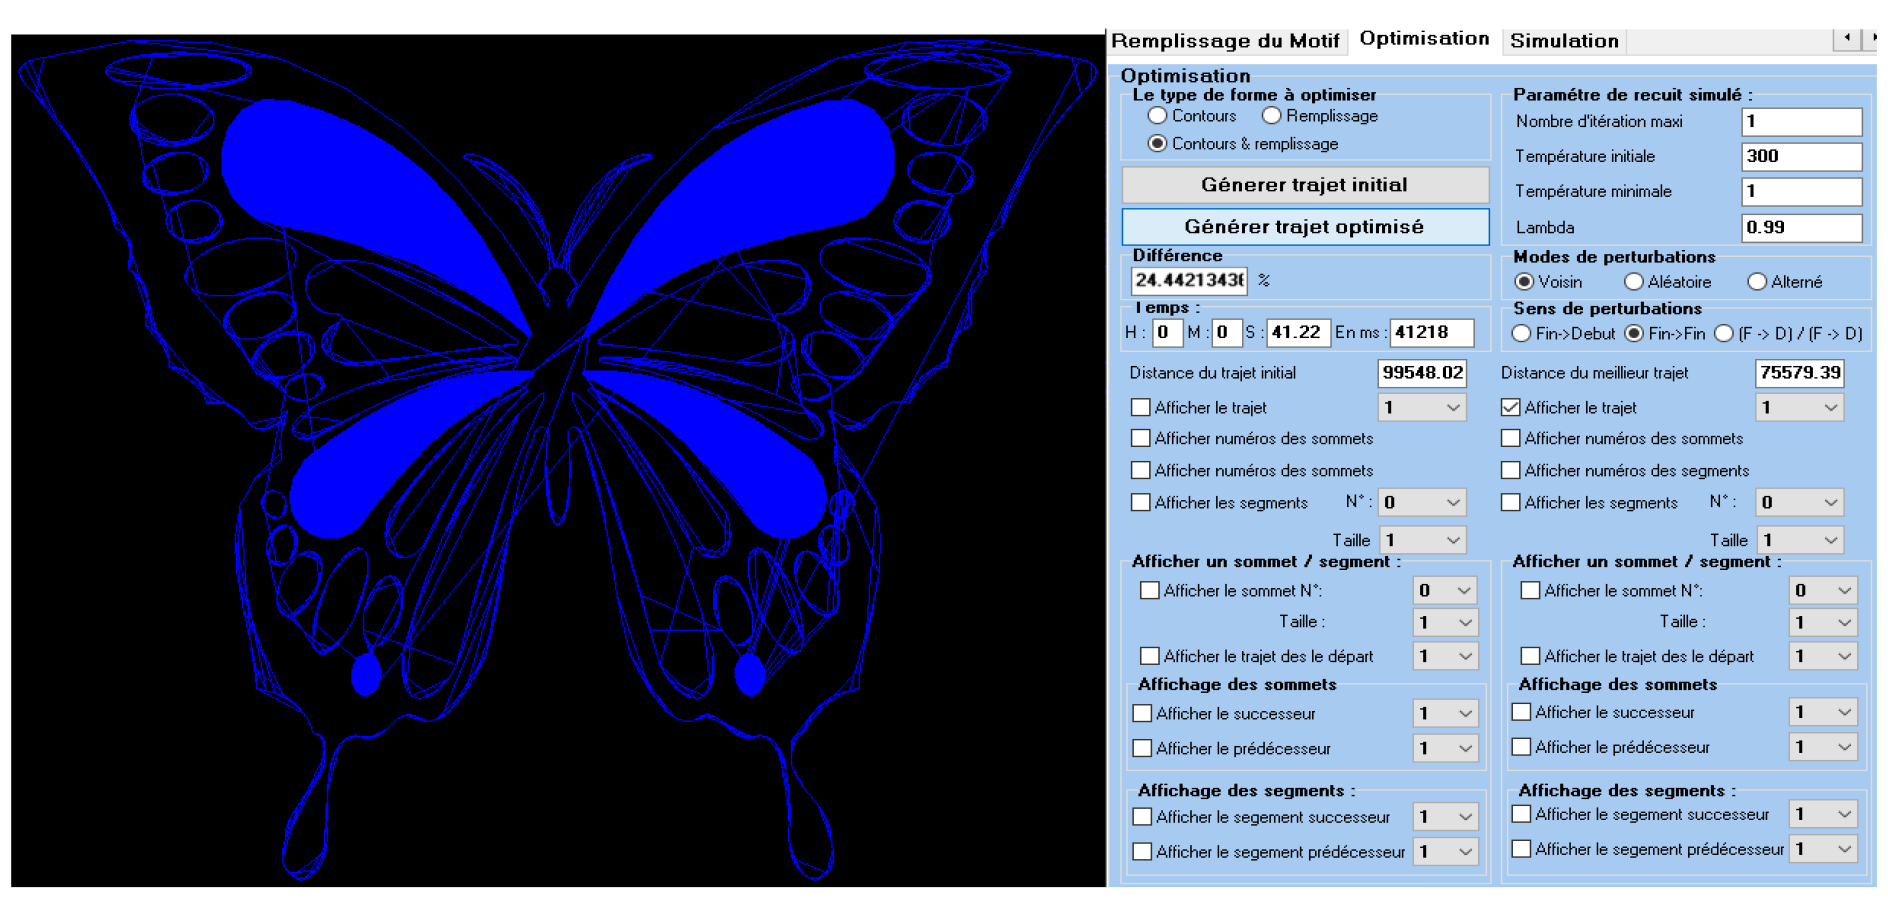 Remplissage du Motif Optimisation Simulation
Optimisation
Le type de forme à optimiser
Contours Remplissage
Contours & remplissage
Génerer trajet initial
Générer trajet optimisé
Différence
24.4421343 %
Temps :
H : 0 M : 0 S : 41.22 En ms : 41218
Paramétre de recuit simulé :
Nombre d'itération maxi 1
Température initiale 300
Température minimale 1
Lambda 0.99
Modes de perturbations
Voisin Aléatoire Alterné
Sens de perturbations
Fin->Debut Fin->Fin (F -> D) / (F -> D)
Distance du trajet initial 99548.02
Afficher le trajet 1
Afficher numéros des sommets
Afficher numéros des sommets
Afficher les segments N° : 0
Taille 1
Afficher un sommet / segment :
Afficher le sommet N°: 0
Taille : 1
Afficher le trajet des le départ 1
Affichage des sommets
Afficher le successeur 1
Afficher le prédécesseur 1
Affichage des segments :
Afficher le segement successeur 1
Afficher le segement prédécesseur 1
Distance du meillieur trajet 75579.39
Afficher le trajet 1
Afficher numéros des sommets
Afficher numéros des segments
Afficher les segments N° : 0
Taille 1
Afficher un sommet / segment :
Afficher le sommet N°: 0
Taille : 1
Afficher le trajet des le départ 1
Affichage des sommets
Afficher le successeur 1
Afficher le prédécesseur 1
Affichage des segments :
Afficher le segement successeur 1
Afficher le segement prédécesseur 1